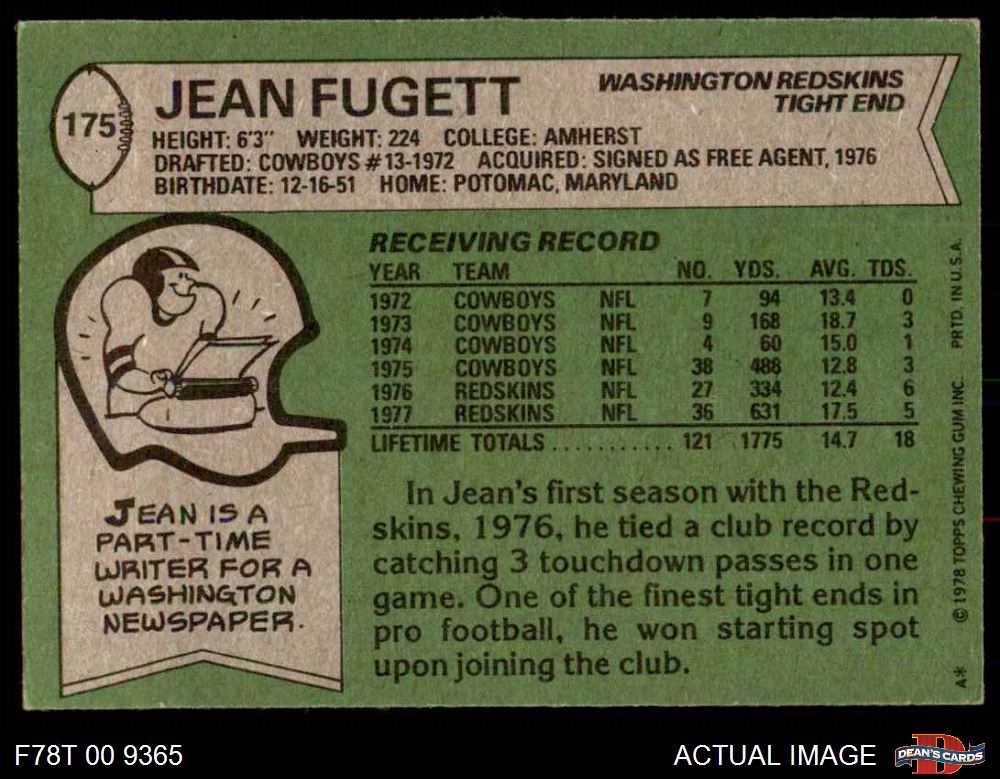 175
JEAN FUGETT
WASHINGTON REDSKINS
TIGHT END
HEIGHT: 6'3" WEIGHT: 224 COLLEGE: AMHERST
DRAFTED: COWBOYS #13-1972 ACQUIRED: SIGNED AS FREE AGENT, 1976
BIRTHDATE: 12-16-51 HOME: POTOMAC, MARYLAND
RECEIVING RECORD
YEAR TEAM NO. YDS. AVG. TDS.
1972 COWBOYS NFL 7 94 13.4 0
1973 COWBOYS NFL 9 168 18.7 3
1974 COWBOYS NFL 4 60 15.0 1
1975 COWBOYS NFL 38 488 12.8 3
1976 REDSKINS NFL 27 334 12.4 6
1977 REDSKINS NFL 36 631 17.5 5
LIFETIME TOTALS ........... 121 1775 14.7 18
JEAN IS A
PART-TIME
WRITER FOR A
WASHINGTON
NEWSPAPER.
In Jean's first season with the Red-
skins, 1976, he tied a club record by
catching 3 touchdown passes in one
game. One of the finest tight ends in
pro football, he won starting spot
upon joining the club.
A* © 1978 TOPPS CHEWING GUM INC. PRTD. IN U.S.A.
F78T 00 9365
ACTUAL IMAGE
DEAN'S CARDS